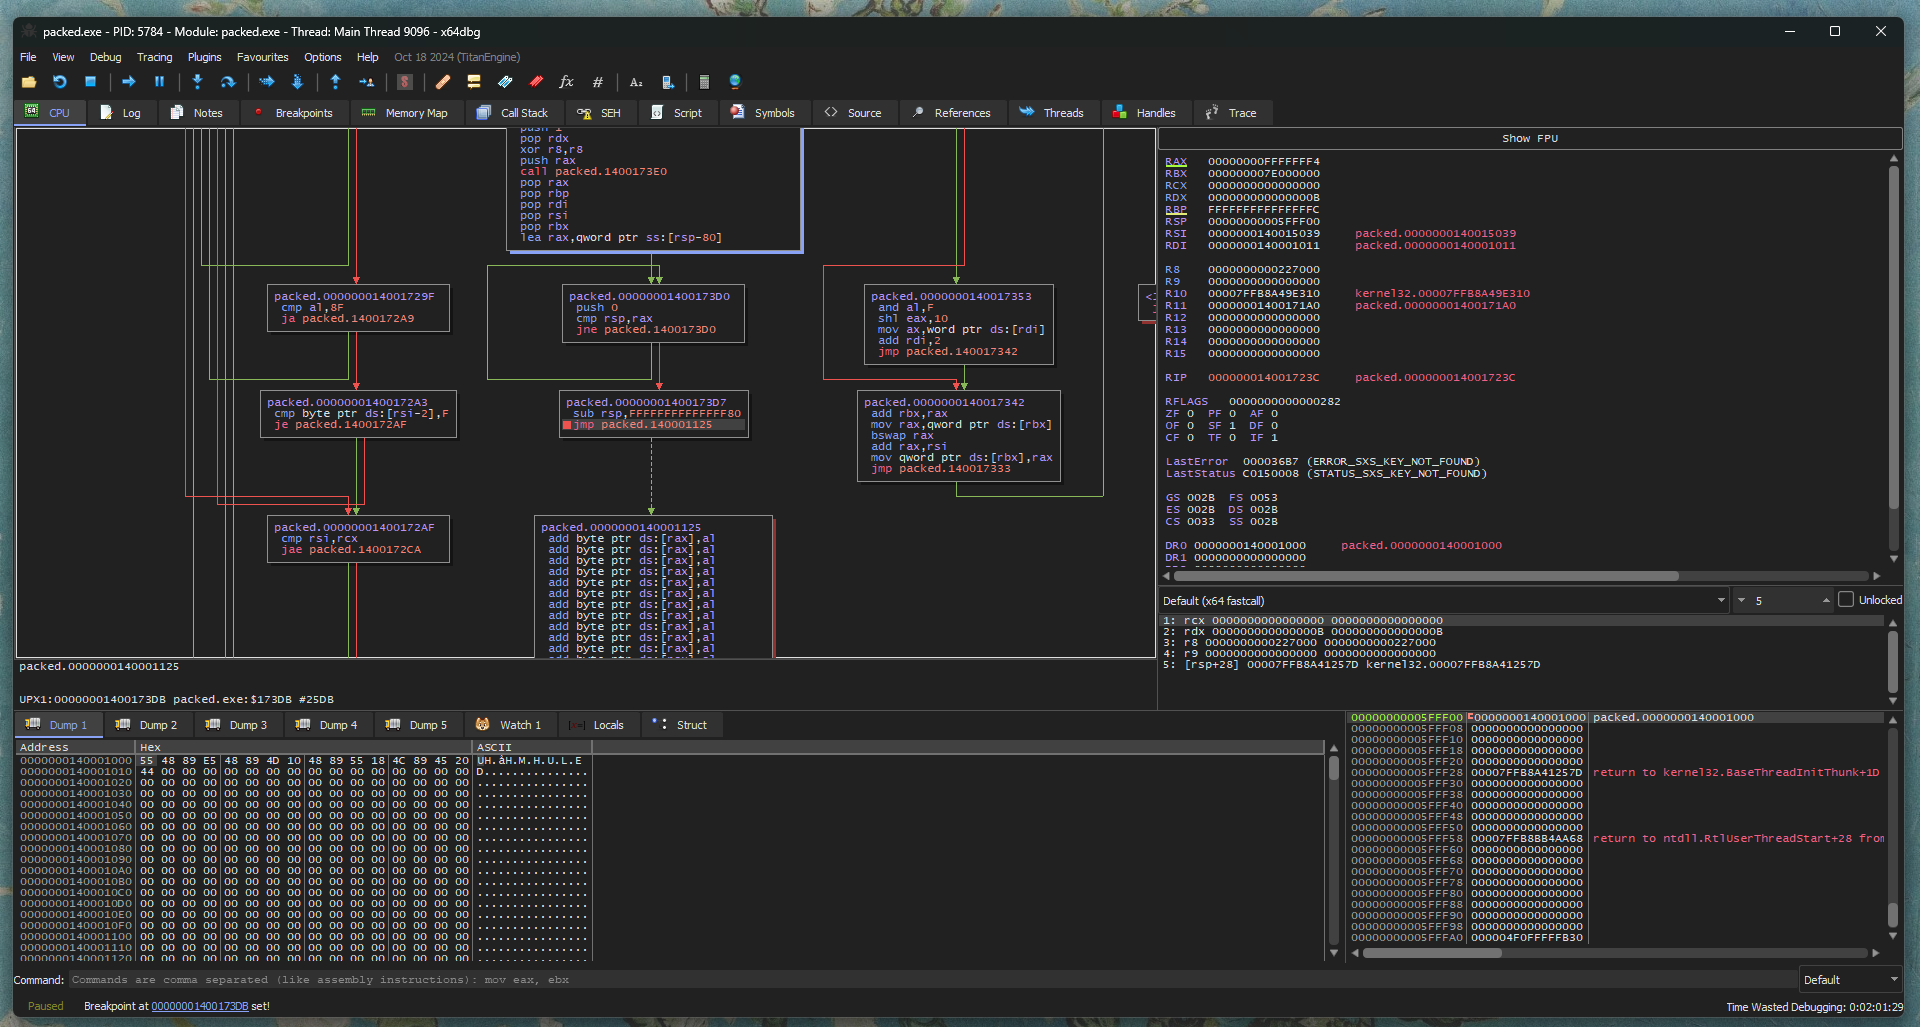 packed.exe - PID: 5784 - Module: packed.exe - Thread: Main Thread 9096 - x64dbg
File View Debug Tracing Plugins Favourites Options Help Oct 18 2024 (TitanEngine)
CPU Log Notes Breakpoints Memory Map Call Stack SEH Script Symbols Source References Threads Handles Trace
push 1
pop rdx
xor r8,r8
push rax
call packed.1400173E0
pop rax
pop rbp
pop rdi
pop rsi
pop rbx
lea rax,qword ptr ss:[rsp-80]
packed.000000014001729F
cmp al,8F
ja packed.1400172A9
packed.00000001400173D0
push 0
cmp rsp,rax
jne packed.1400173D0
packed.0000000140017353
and al,F
shl eax,10
mov ax,word ptr ds:[rdi]
add rdi,2
jmp packed.140017342
packed.00000001400172A3
cmp byte ptr ds:[rsi-2],F
je packed.1400172AF
packed.00000001400173D7
sub rsp,FFFFFFFFFFFFFF80
jmp packed.140001125
packed.0000000140017342
add rbx,rax
mov rax,qword ptr ds:[rbx]
bswap rax
add rax,rsi
mov qword ptr ds:[rbx],rax
jmp packed.140017333
packed.00000001400172AF
cmp rsi,rcx
jae packed.1400172CA
packed.0000000140001125
add byte ptr ds:[rax],al
add byte ptr ds:[rax],al
add byte ptr ds:[rax],al
add byte ptr ds:[rax],al
add byte ptr ds:[rax],al
add byte ptr ds:[rax],al
add byte ptr ds:[rax],al
add byte ptr ds:[rax],al
add byte ptr ds:[rax],al
add byte ptr ds:[rax],al
add byte ptr ds:[rax],al
packed.0000000140001125
UPX1:00000001400173DB packed.exe:$173DB #25DB
Show FPU
RAX 00000000FFFFFFF4
RBX 000000007E000000
RCX 0000000000000000
RDX 000000000000000B
RBP FFFFFFFFFFFFFFFC
RSP 00000000005FFF00
RSI 0000000140015039 packed.0000000140015039
RDI 0000000140001011 packed.0000000140001011
R8 0000000000227000
R9 0000000000000000
R10 00007FFB8A49E310 kernel32.00007FFB8A49E310
R11 00000001400171A0 packed.00000001400171A0
R12 0000000000000000
R13 0000000000000000
R14 0000000000000000
R15 0000000000000000
RIP 000000014001723C packed.000000014001723C
RFLAGS 0000000000000282
ZF 0 PF 0 AF 0
OF 0 SF 1 DF 0
CF 0 TF 0 IF 1
LastError 000036B7 (ERROR_SXS_KEY_NOT_FOUND)
LastStatus C0150008 (STATUS_SXS_KEY_NOT_FOUND)
GS 002B FS 0053
ES 002B DS 002B
CS 0033 SS 002B
DR0 0000000140001000 packed.0000000140001000
DR1 0000000000000000
Default (x64 fastcall) 5 Unlocked
1: rcx 0000000000000000 0000000000000000
2: rdx 000000000000000B 000000000000000B
3: r8 0000000000227000 0000000000227000
4: r9 0000000000000000 0000000000000000
5: [rsp+28] 00007FFB8A41257D kernel32.00007FFB8A41257D
Dump 1 Dump 2 Dump 3 Dump 4 Dump 5 Watch 1 Locals Struct
Address Hex ASCII
0000000140001000 55 48 89 E5 48 89 4D 10 48 89 55 18 4C 89 45 20 UH.åH.M.H.U.L.E
0000000140001010 44 00 00 00 00 00 00 00 00 00 00 00 00 00 00 00 D...............
0000000140001020 00 00 00 00 00 00 00 00 00 00 00 00 00 00 00 00 ................
0000000140001030 00 00 00 00 00 00 00 00 00 00 00 00 00 00 00 00 ................
0000000140001040 00 00 00 00 00 00 00 00 00 00 00 00 00 00 00 00 ................
0000000140001050 00 00 00 00 00 00 00 00 00 00 00 00 00 00 00 00 ................
0000000140001060 00 00 00 00 00 00 00 00 00 00 00 00 00 00 00 00 ................
0000000140001070 00 00 00 00 00 00 00 00 00 00 00 00 00 00 00 00 ................
0000000140001080 00 00 00 00 00 00 00 00 00 00 00 00 00 00 00 00 ................
0000000140001090 00 00 00 00 00 00 00 00 00 00 00 00 00 00 00 00 ................
00000001400010A0 00 00 00 00 00 00 00 00 00 00 00 00 00 00 00 00 ................
00000001400010B0 00 00 00 00 00 00 00 00 00 00 00 00 00 00 00 00 ................
00000001400010C0 00 00 00 00 00 00 00 00 00 00 00 00 00 00 00 00 ................
00000001400010D0 00 00 00 00 00 00 00 00 00 00 00 00 00 00 00 00 ................
00000001400010E0 00 00 00 00 00 00 00 00 00 00 00 00 00 00 00 00 ................
00000001400010F0 00 00 00 00 00 00 00 00 00 00 00 00 00 00 00 00 ................
0000000140001100 00 00 00 00 00 00 00 00 00 00 00 00 00 00 00 00 ................
0000000140001110 00 00 00 00 00 00 00 00 00 00 00 00 00 00 00 00 ................
0000000140001120 00 00 00 00 00 00 00 00 00 00 00 00 00 00 00 00 ................
00000000005FFF00 0000000140001000 packed.0000000140001000
00000000005FFF08 0000000000000000
00000000005FFF10 0000000000000000
00000000005FFF18 0000000000000000
00000000005FFF20 0000000000000000
00000000005FFF28 00007FFB8A41257D return to kernel32.BaseThreadInitThunk+1D
00000000005FFF30 0000000000000000
00000000005FFF38 0000000000000000
00000000005FFF40 0000000000000000
00000000005FFF48 0000000000000000
00000000005FFF50 0000000000000000
00000000005FFF58 00007FFB8BB4AA68 return to ntdll.RtlUserThreadStart+28 from
00000000005FFF60 0000000000000000
00000000005FFF68 0000000000000000
00000000005FFF70 0000000000000000
00000000005FFF78 0000000000000000
00000000005FFF80 0000000000000000
00000000005FFF88 0000000000000000
00000000005FFF90 0000000000000000
00000000005FFF98 0000000000000000
00000000005FFFA0 000004F0FFFFFB30
Command: Commands are comma separated (like assembly instructions): mov eax, ebx Default
Paused Breakpoint at 00000001400173DB set! Time Wasted Debugging: 0:02:01:29